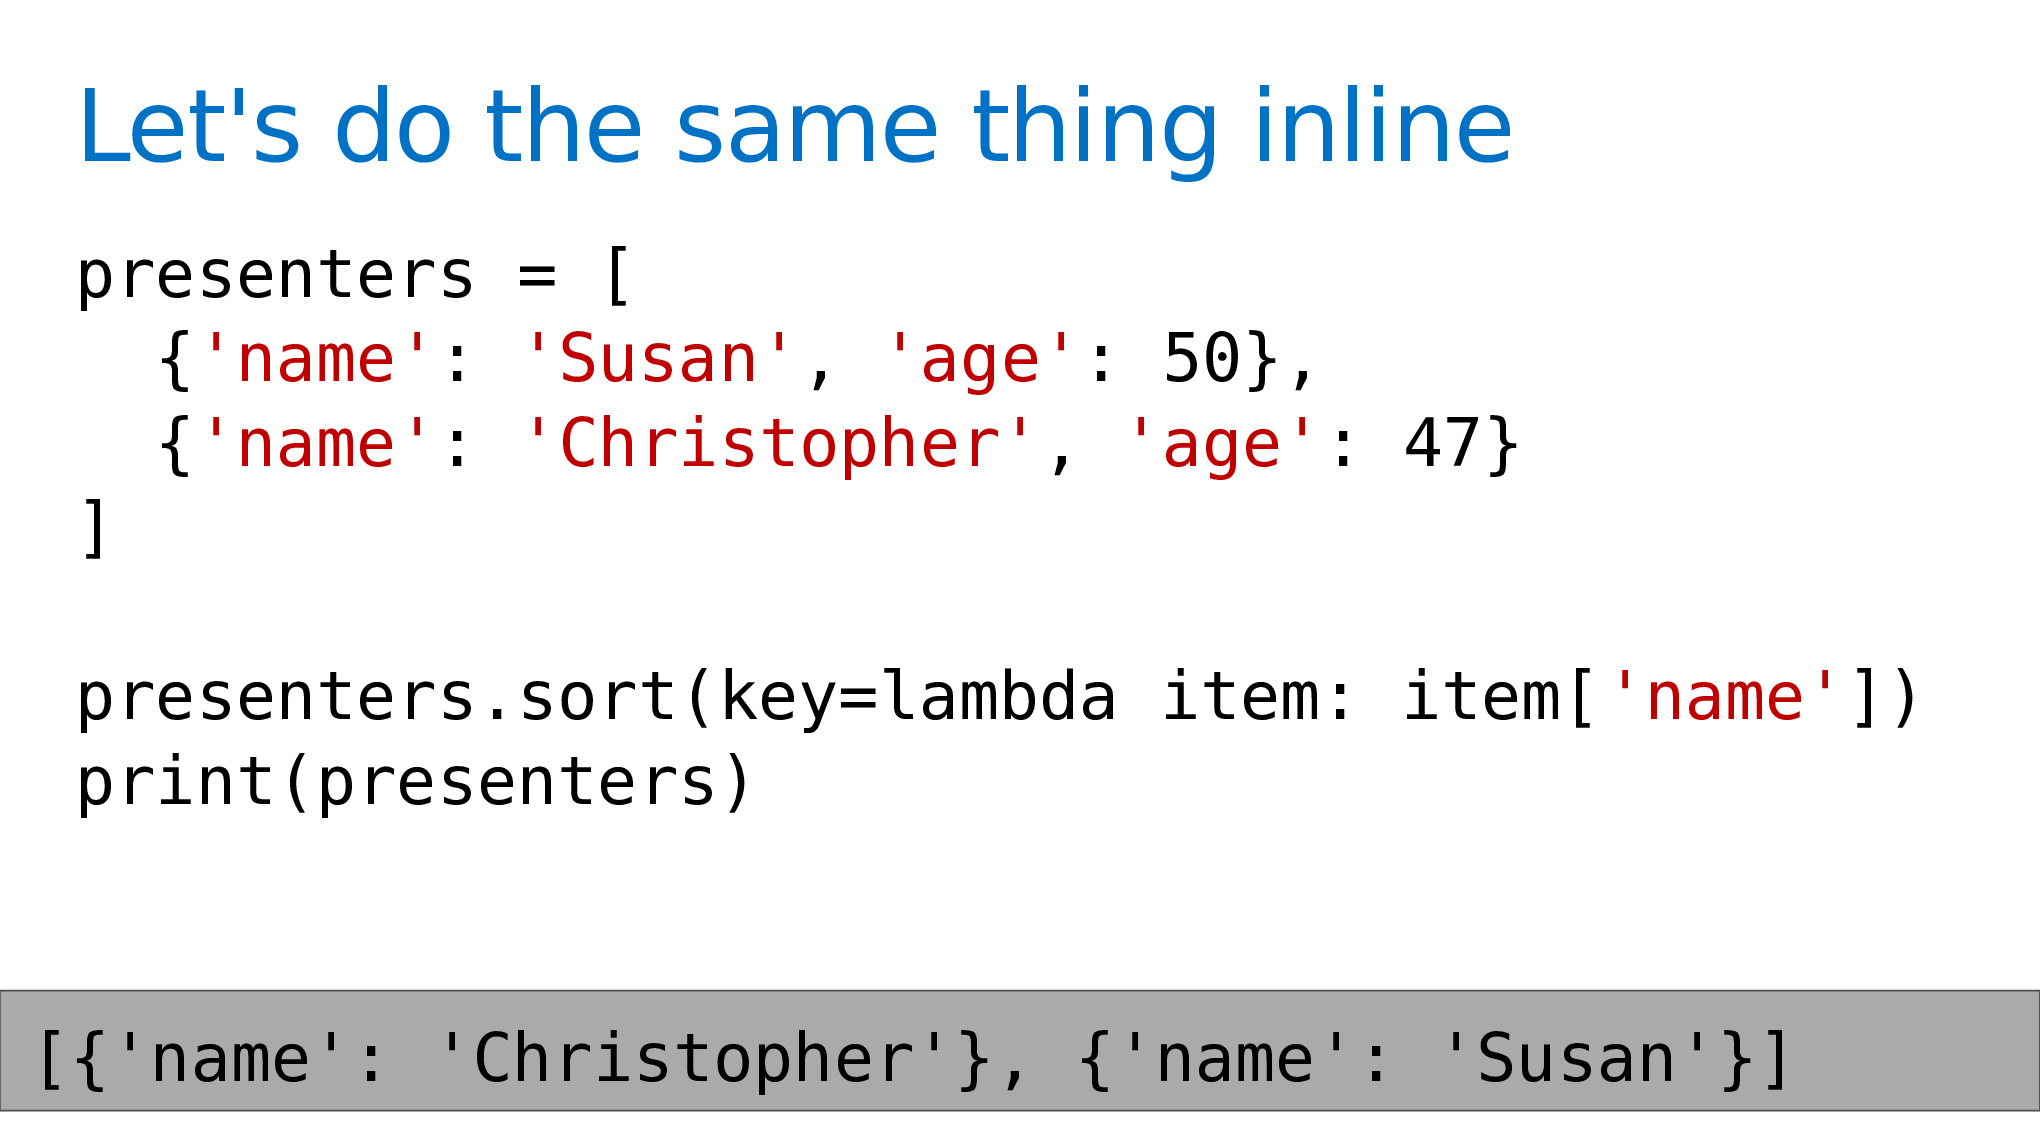 Let's do the same thing inline
presenters = [
  {'name': 'Susan', 'age': 50},
  {'name': 'Christopher', 'age': 47}
]
presenters.sort(key=lambda item: item['name'])
print(presenters)
[{'name': 'Christopher'}, {'name': 'Susan'}]